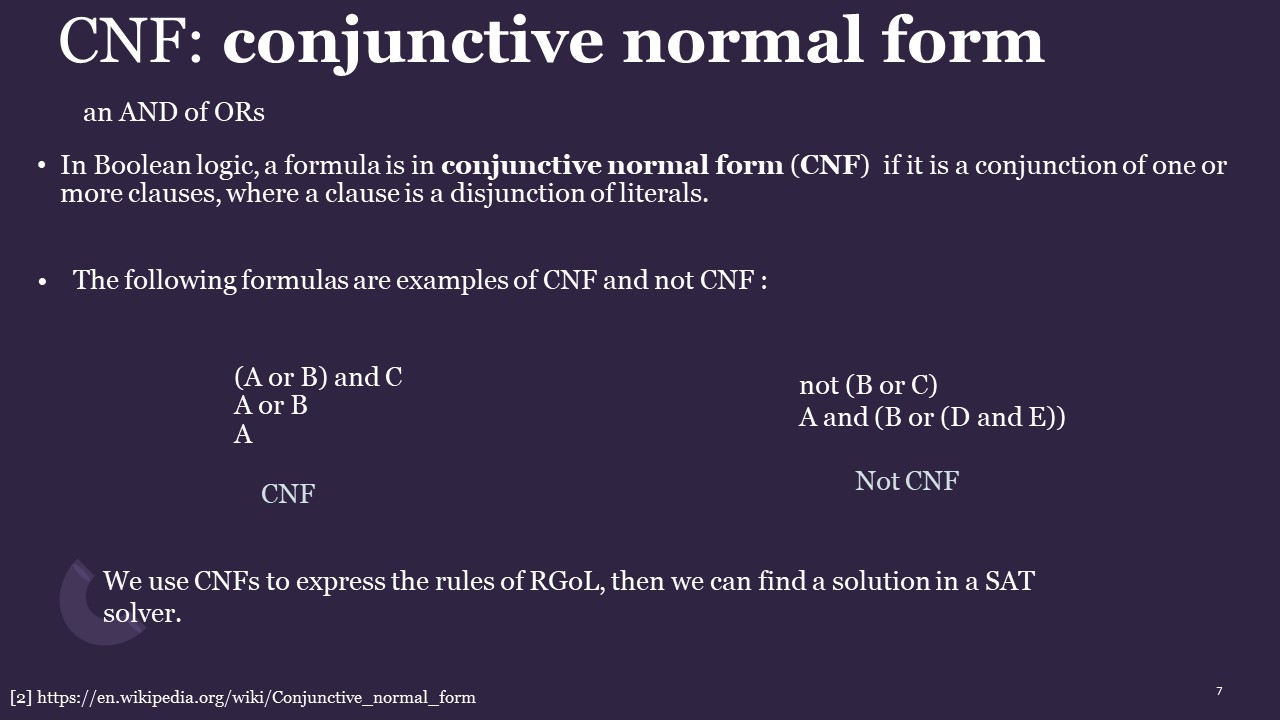 CNF: conjunctive normal form
an AND of ORs
• In Boolean logic, a formula is in conjunctive normal form (CNF) if it is a conjunction of one or
more clauses, where a clause is a disjunction of literals.
• The following formulas are examples of CNF and not CNF :
(A or B) and C
A or B
A
CNF
not (B or C)
A and (B or (D and E))
Not CNF
We use CNFs to express the rules of RGoL, then we can find a solution in a SAT
solver.
[2] https://en.wikipedia.org/wiki/Conjunctive_normal_form
7